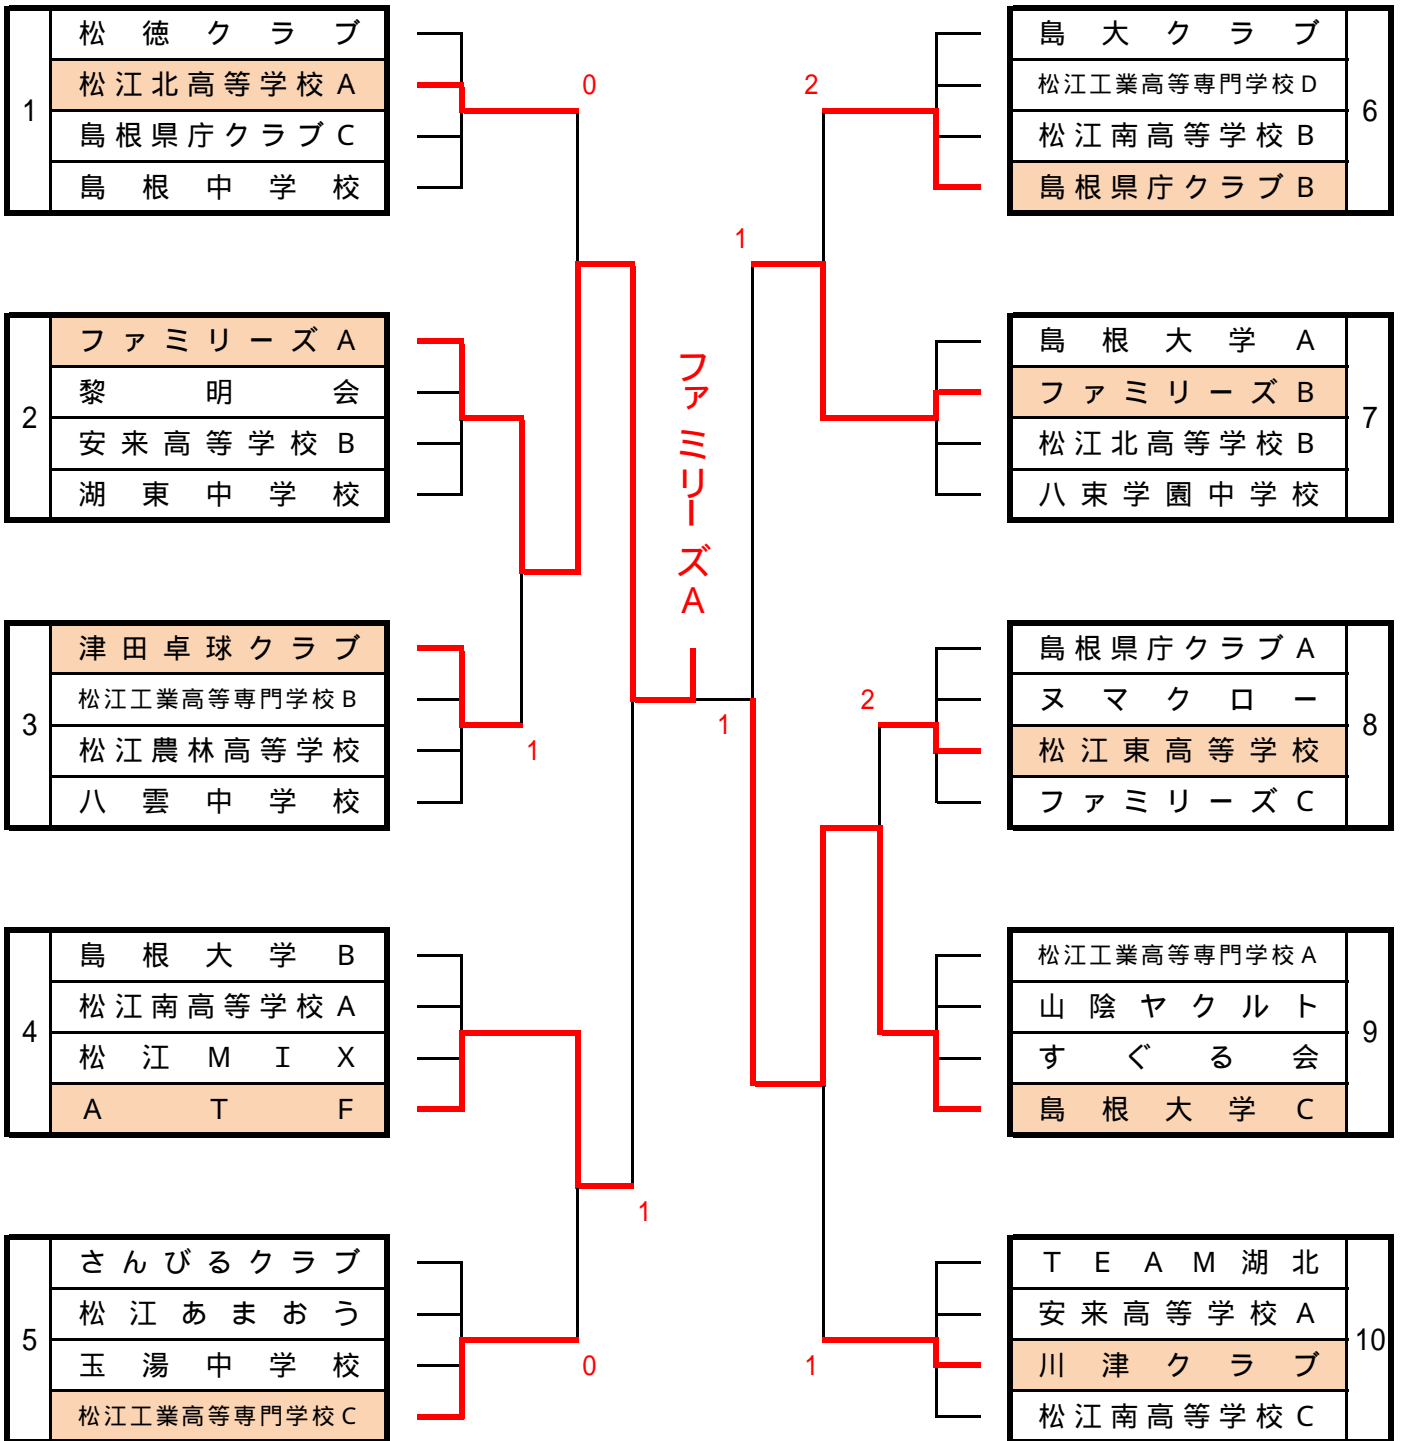 1
松徳クラブ
松江北高等学校A
島根県庁クラブC
島根中学校
2
ファミリーズA
黎明会
安来高等学校B
湖東中学校
3
津田卓球クラブ
松江工業高等専門学校B
松江農林高等学校
八雲中学校
4
島根大学B
松江南高等学校A
松江MIX
ATF
5
さんびるクラブ
松江あまおう
玉湯中学校
松江工業高等専門学校C
0
1
1
0
ファミリーズA
1
1
2
2
1
島大クラブ
松江工業高等専門学校D
松江南高等学校B
島根県庁クラブB
6
島根大学A
ファミリーズB
松江北高等学校B
八束学園中学校
7
島根県庁クラブA
ヌマクロー
松江東高等学校
ファミリーズC
8
松江工業高等専門学校A
山陰ヤクルト
すぐる会
島根大学C
9
TEAM湖北
安来高等学校A
川津クラブ
松江南高等学校C
10